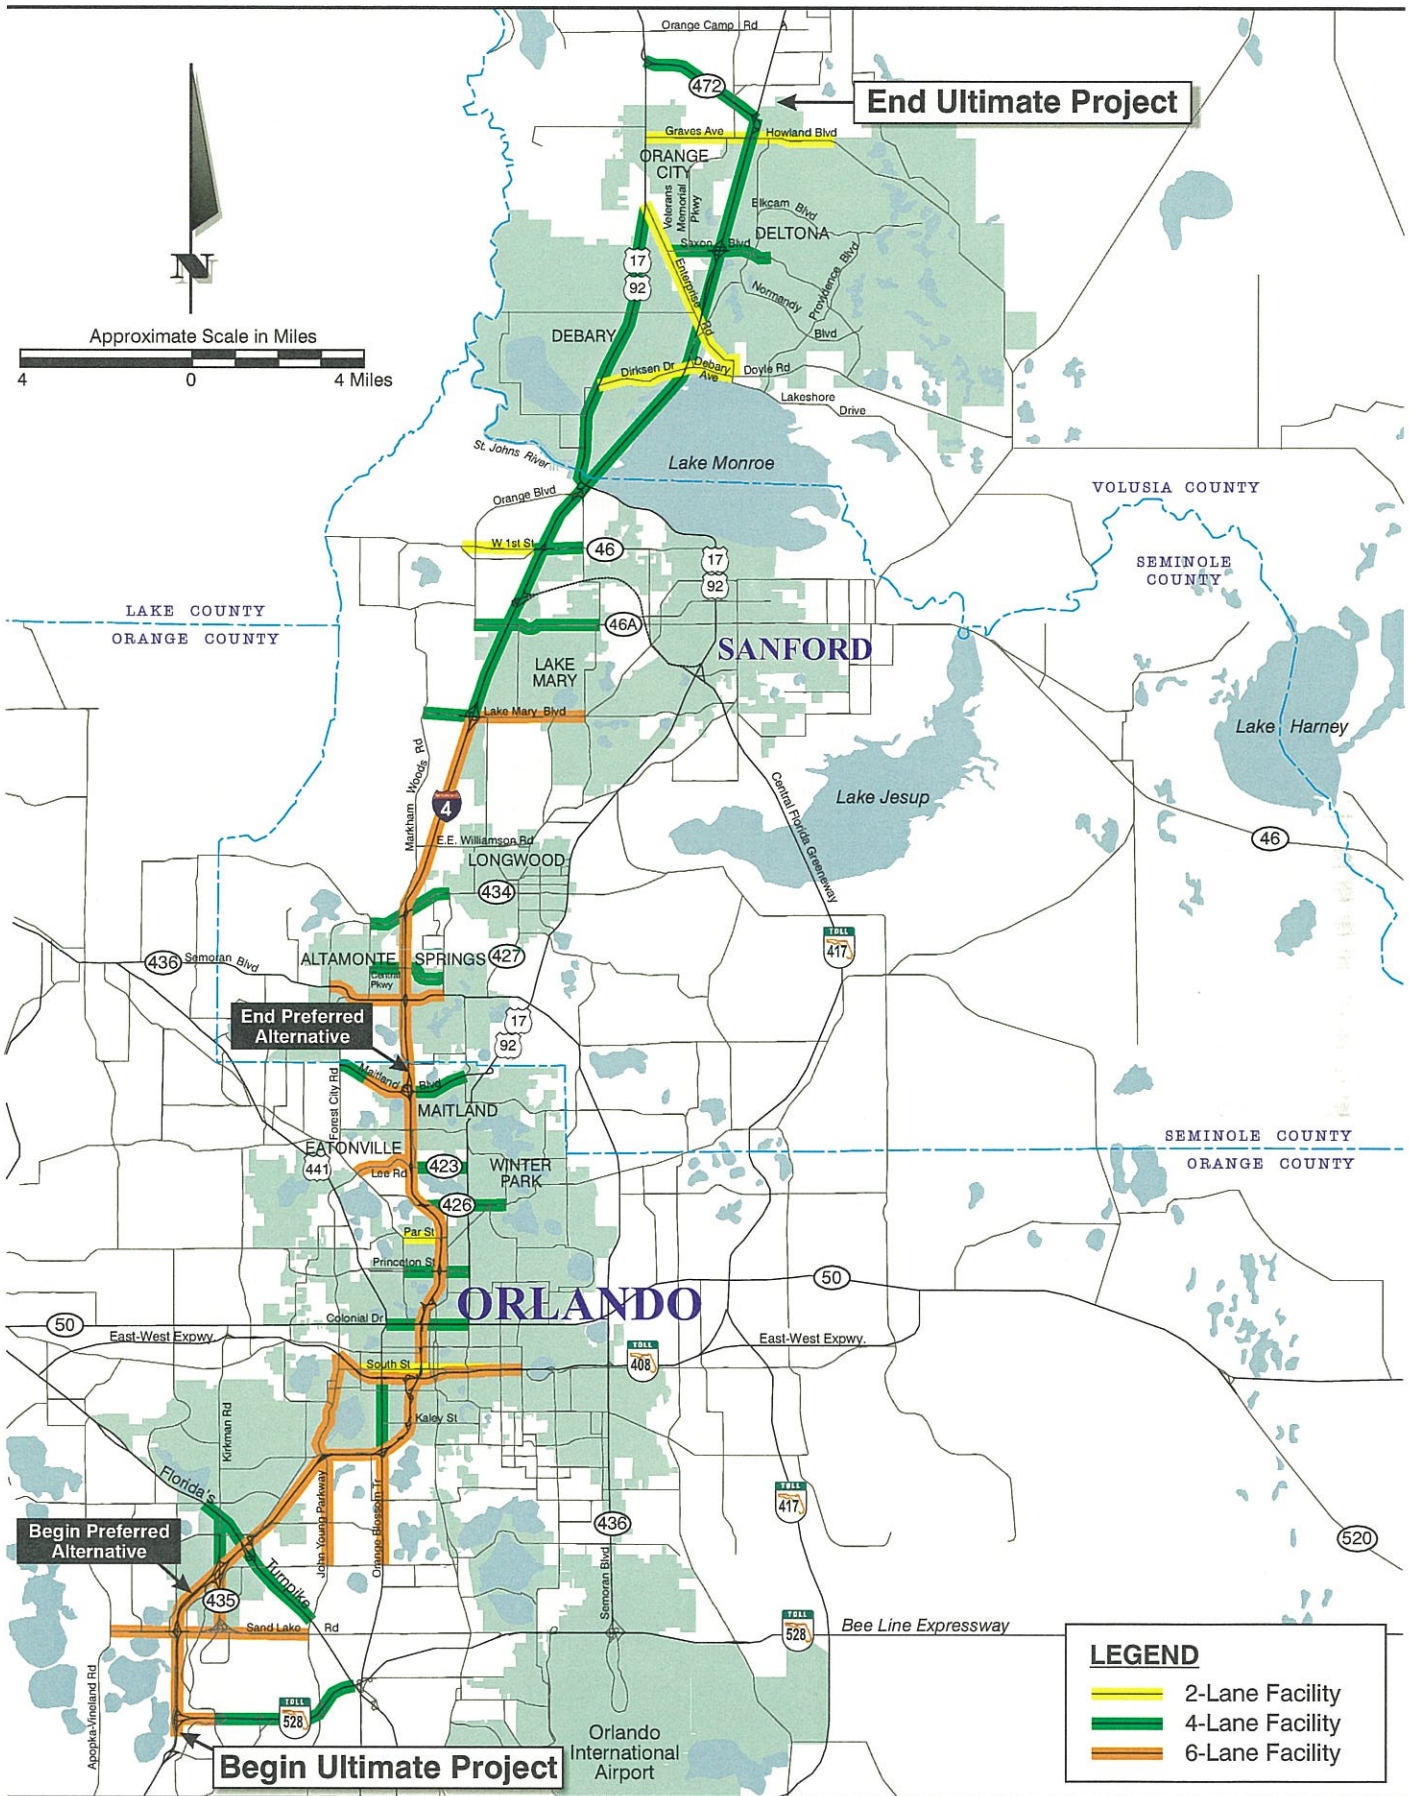 Orange Camp Rd
472
End Ultimate Project
Graves Ave
Howland Blvd
ORANGE
CITY
Veterans
Memorial
Pkwy
Elkcam Blvd
DELTONA
Saxon Blvd
17
92
Enterprise Rd
Normandy
Blvd
Providence Blvd
N
Approximate Scale in Miles
4 0 4 Miles
DEBARY
Dirksen Dr
Debary
Ave
Doyle Rd
Lakeshore
Drive
St. Johns River
Lake Monroe
Orange Blvd
VOLUSIA COUNTY
SEMINOLE
COUNTY
W 1st St
46
17
92
LAKE COUNTY
ORANGE COUNTY
46A
SANFORD
LAKE
MARY
Lake Mary Blvd
Lake Harney
Markham Woods Rd
INTERSTATE
4
Lake Jesup
Central Florida Greeneway
46
E.E. Williamson Rd
LONGWOOD
434
TOLL
417
436
Semoran Blvd
ALTAMONTE SPRINGS
427
Central
Pkwy
End Preferred
Alternative
17
92
Maitland Blvd
Forest City Rd
MAITLAND
EATONVILLE
441
Lee Rd
423
WINTER
PARK
SEMINOLE COUNTY
ORANGE COUNTY
426
Par St
Princeton St
50
ORLANDO
50
Colonial Dr
East-West Expwy.
East-West Expwy.
South St
TOLL
408
Kirkman Rd
Kaley St
Florida's
Turnpike
John Young Parkway
Orange Blossom Tr
TOLL
417
436
520
Begin Preferred
Alternative
435
Semoran Blvd
Sand Lake Rd
TOLL
528
Bee Line Expressway
Apopka-Vineland Rd
TOLL
528
Begin Ultimate Project
Orlando
International
Airport
LEGEND
2-Lane Facility
4-Lane Facility
6-Lane Facility